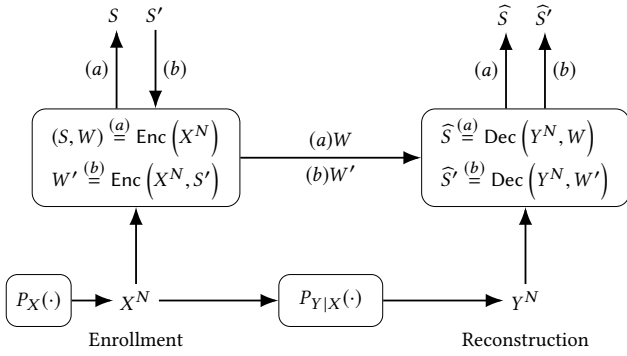 S S′ Ŝ Ŝ′
(a) (b) (a) (b)
(S, W) (a)= Enc (X^N) (a)W Ŝ (a)= Dec (Y^N, W)
W′ (b)= Enc (X^N, S′) (b)W′ Ŝ′ (b)= Dec (Y^N, W′)
P_X(·) X^N P_{Y|X}(·) Y^N
Enrollment Reconstruction